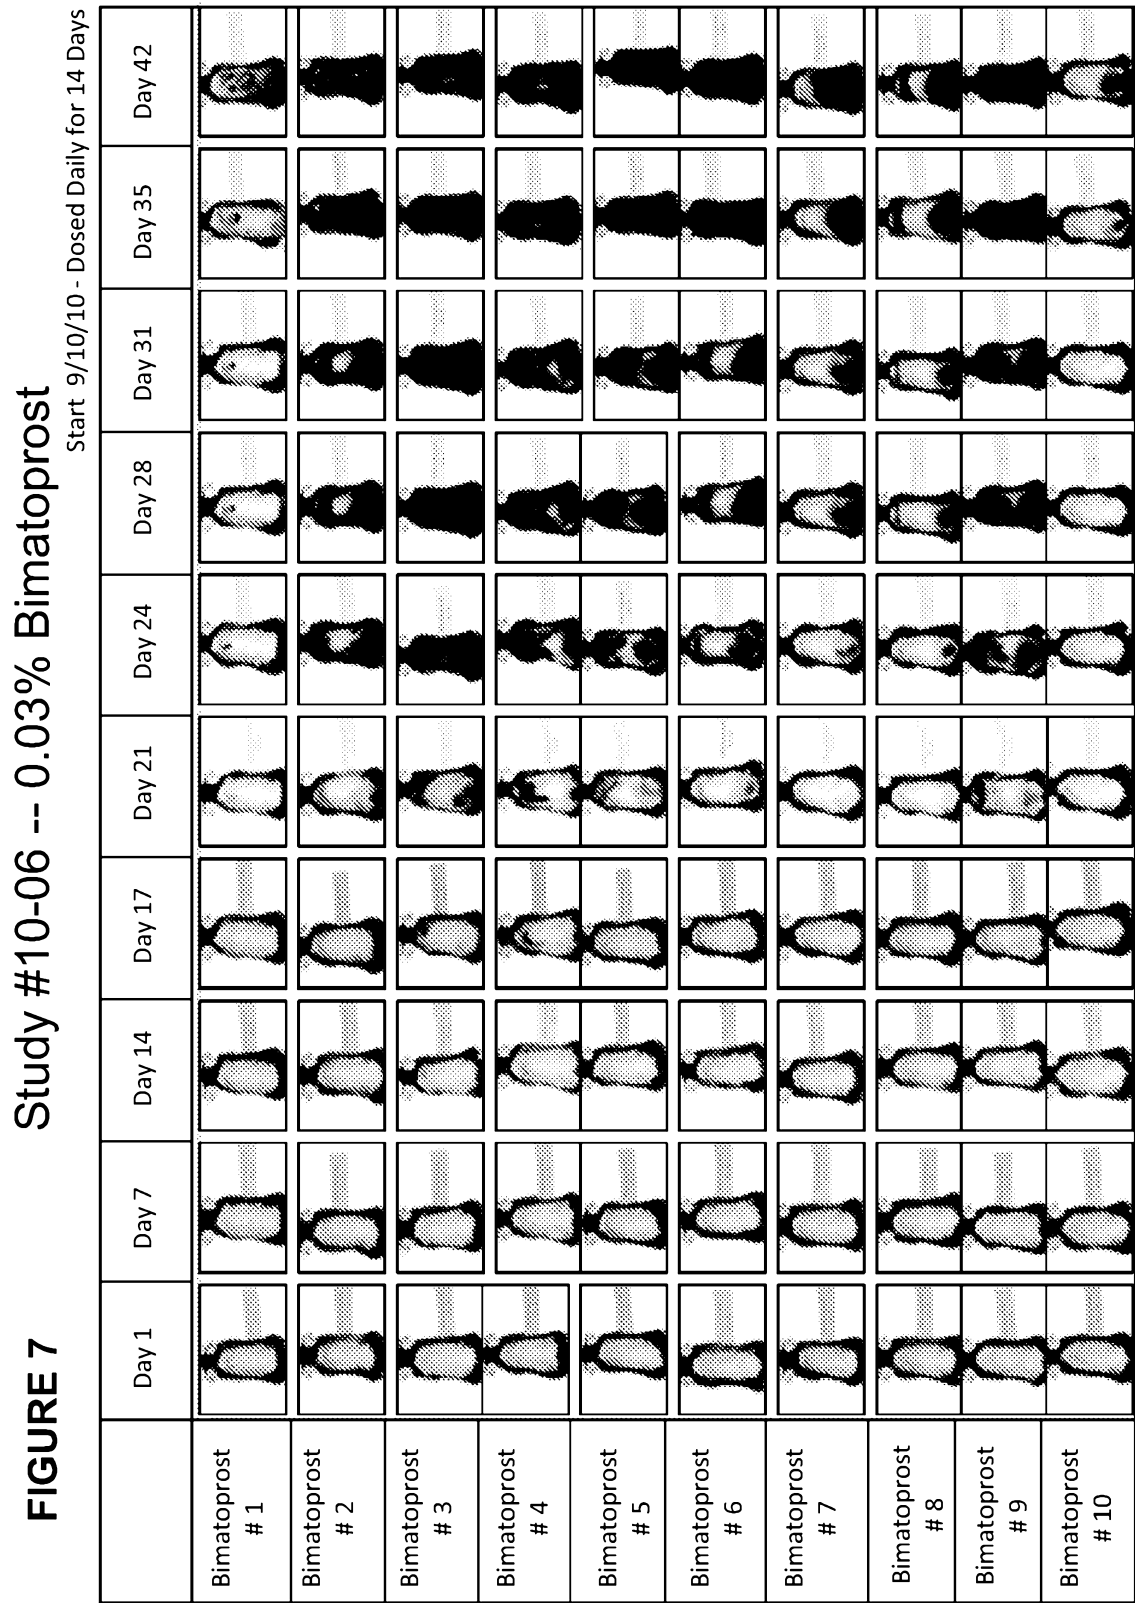 FIGURE 7
Study #10-06 -- 0.03% Bimatoprost
Start 9/10/10 - Dosed Daily for 14 Days
Day 1
Day 7
Day 14
Day 17
Day 21
Day 24
Day 28
Day 31
Day 35
Day 42
Bimatoprost
# 1
Bimatoprost
# 2
Bimatoprost
# 3
Bimatoprost
# 4
Bimatoprost
# 5
Bimatoprost
# 6
Bimatoprost
# 7
Bimatoprost
# 8
Bimatoprost
# 9
Bimatoprost
# 10